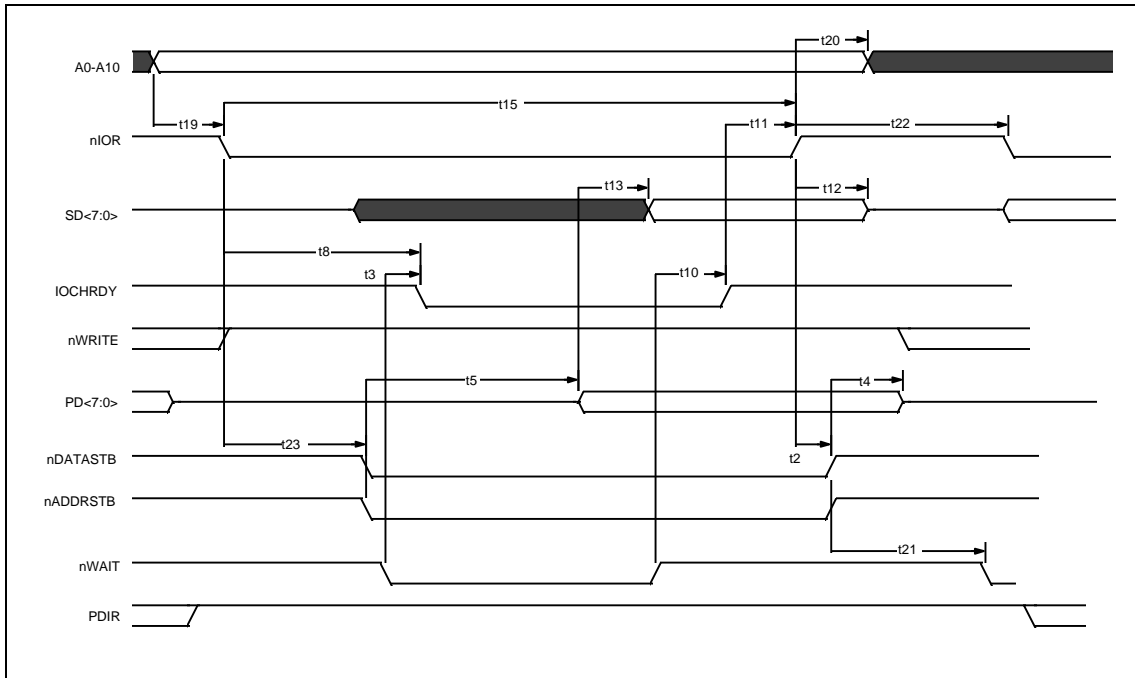 t20
A0-A10
t15
t19
t11
t22
nIOR
t13
t12
SD<7:0>
t8
t3
t10
IOCHRDY
nWRITE
t5
t4
PD<7:0>
t23
t2
nDATASTB
nADDRSTB
t21
nWAIT
PDIR